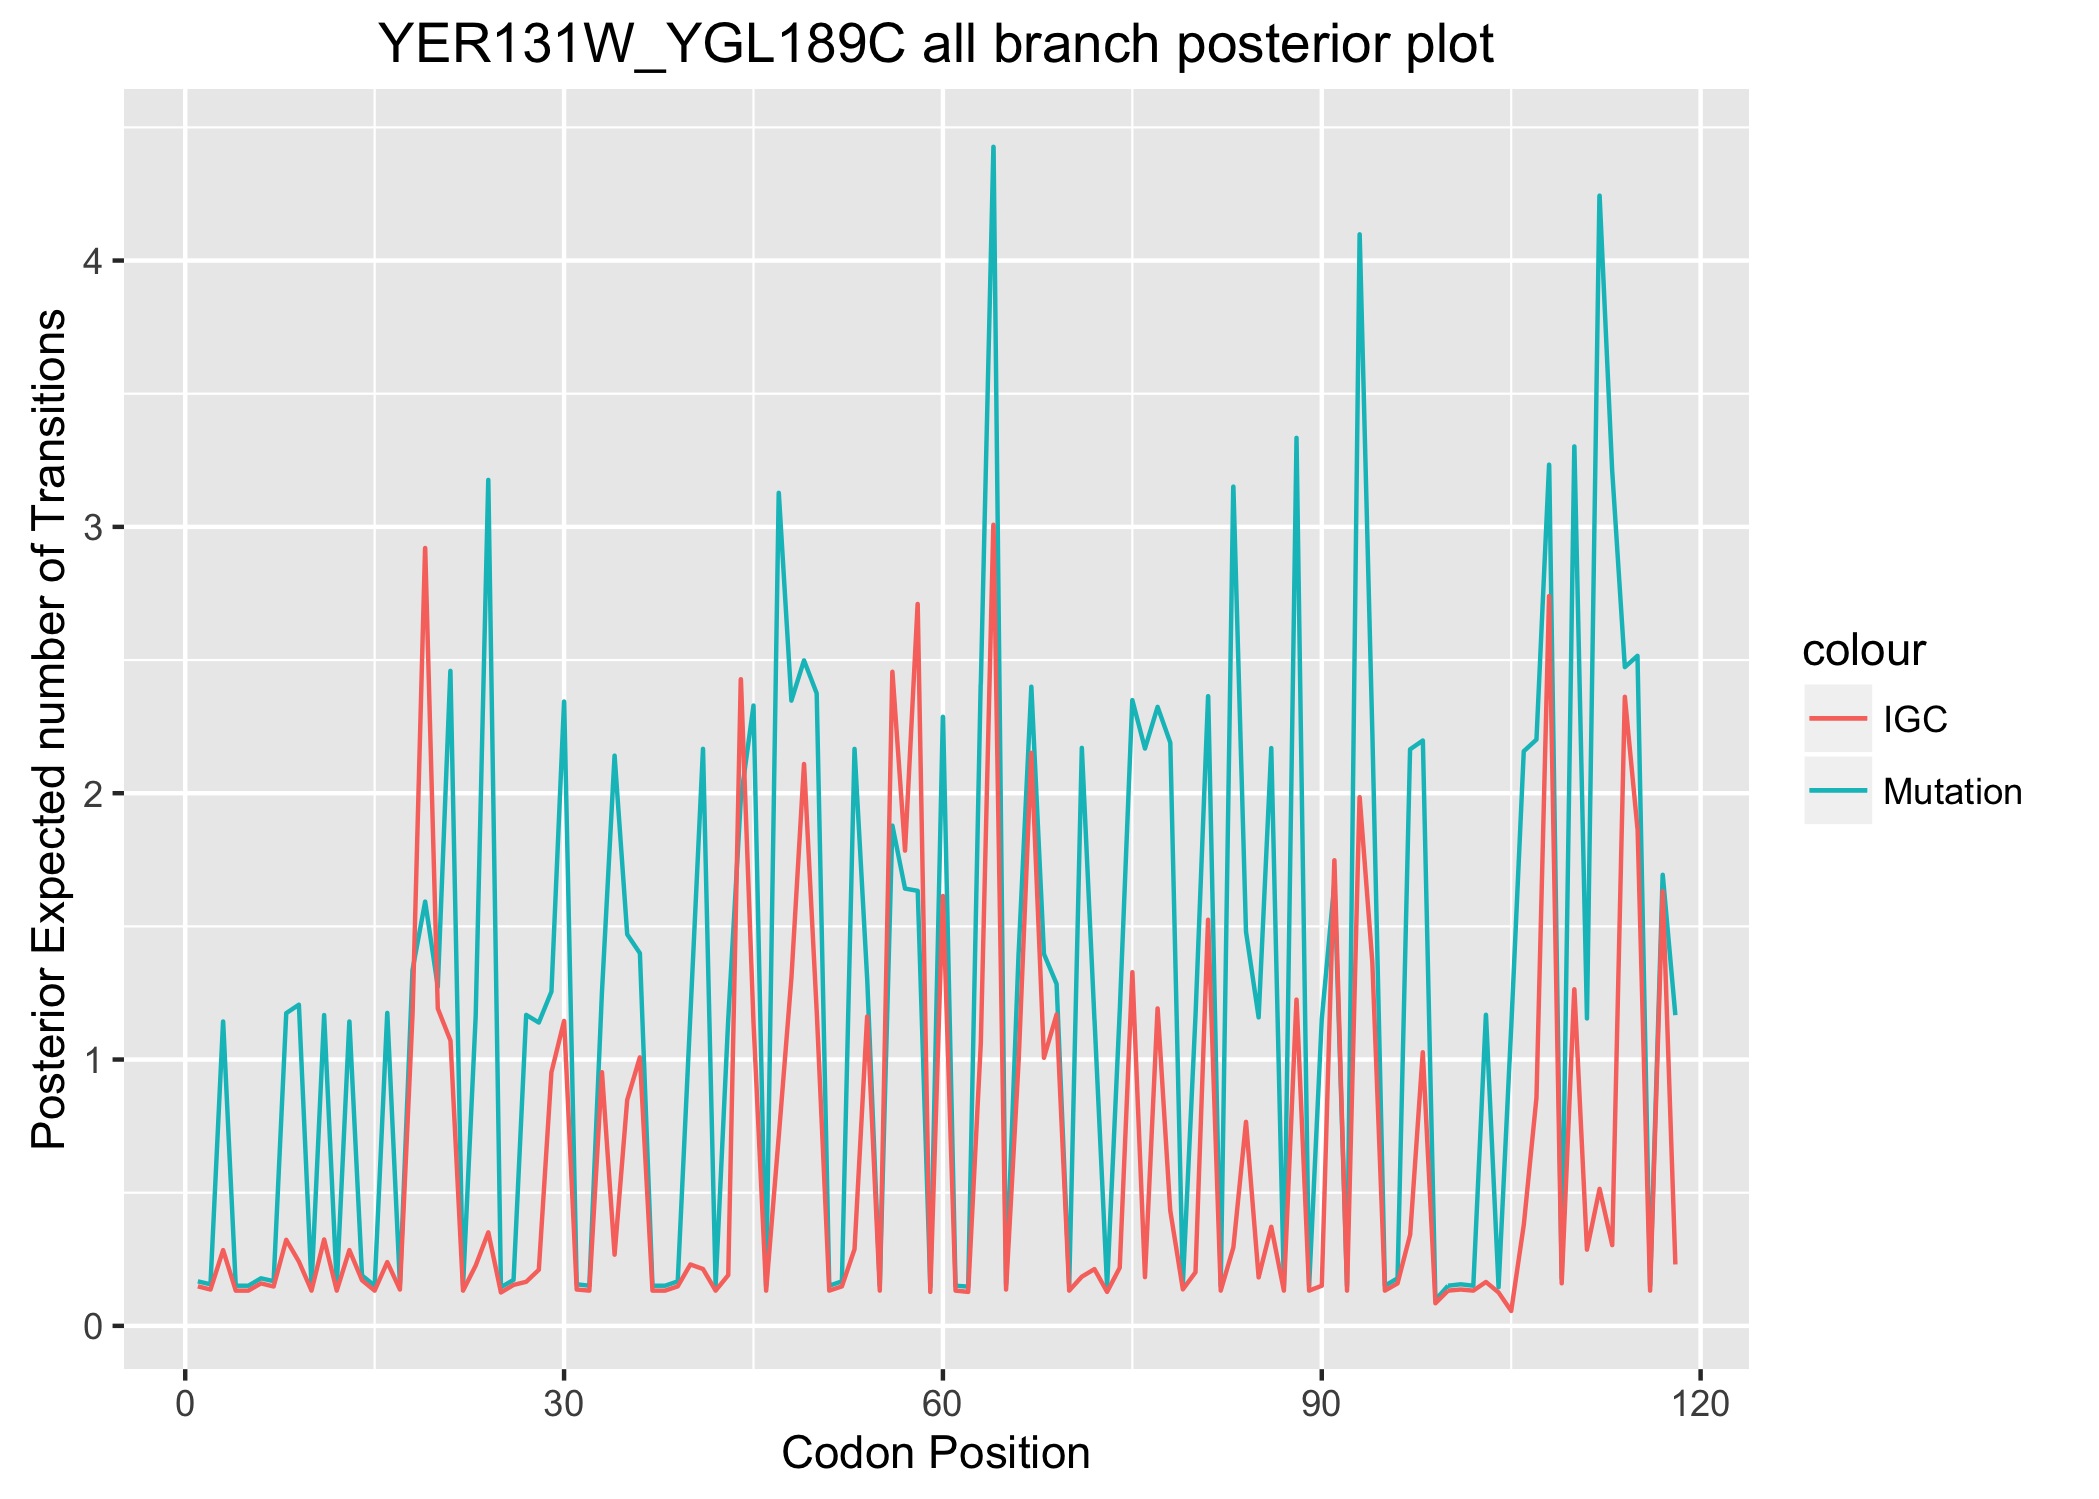 YER131W_YGL189C all branch posterior plot
Posterior Expected number of Transitions
4
3
2
1
0
0 30 60 90 120
Codon Position
colour
IGC
Mutation